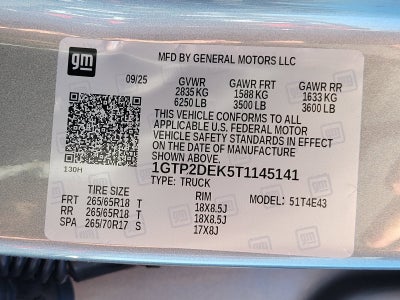 gm
MFD BY GENERAL MOTORS LLC
09/25 GVWR GAWR FRT GAWR RR
2835 KG 1588 KG 1633 KG
6250 LB 3500 LB 3600 LB
THIS VEHICLE CONFORMS TO ALL
APPLICABLE U.S. FEDERAL MOTOR
VEHICLE SAFETY STANDARDS IN EFFECT
ON THE DATE OF MANUFACTURE
SHOWN ABOVE.
130H 1GTP2DEK5T1145141
TYPE: TRUCK
TIRE SIZE RIM MODEL: 51T4E43
FRT 265/65R18 T 18X8.5J
RR 265/65R18 T 18X8.5J
SPA 265/70R17 S 17X8J